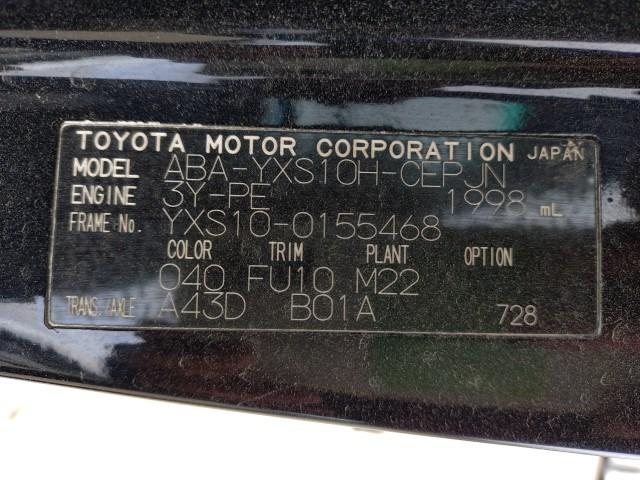 TOYOTA MOTOR CORPORATION JAPAN
MODEL ABA-YXS10H-CEPJN
ENGINE 3Y-PE 1998 mL
FRAME No. YXS10-0155468
COLOR TRIM PLANT OPTION
040 FU10 M22
TRANS./AXLE A43D B01A 728